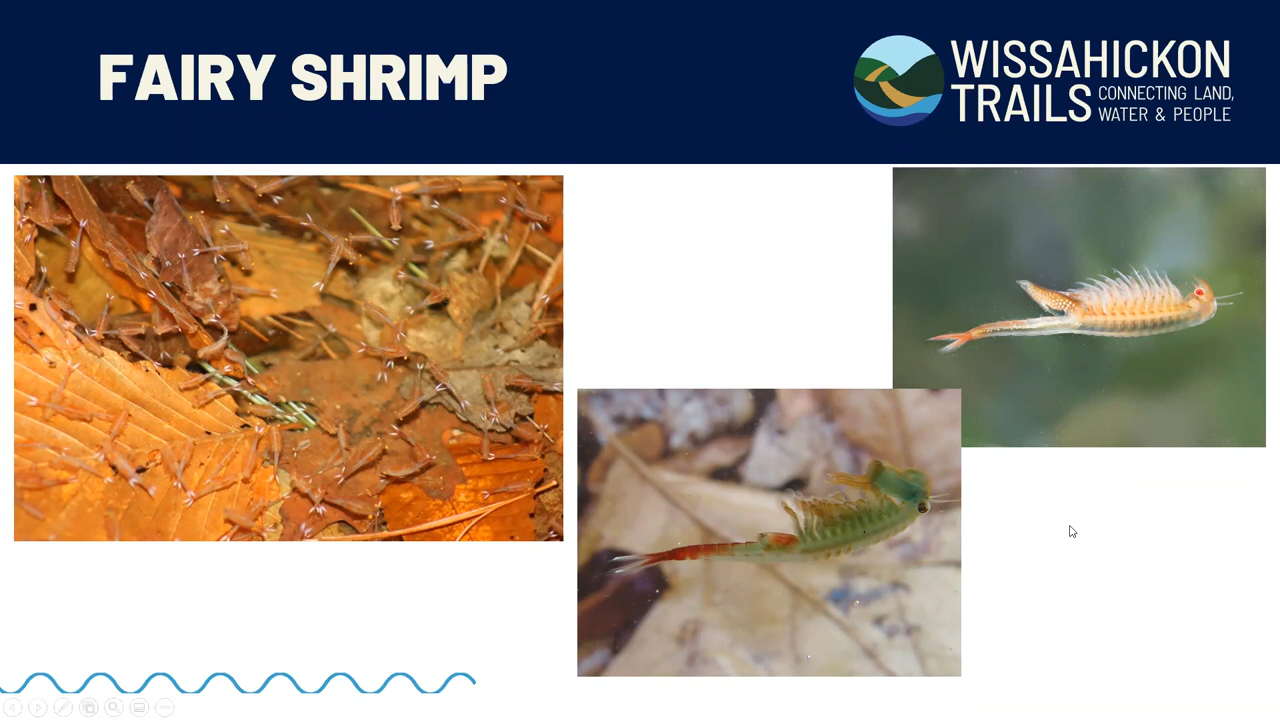 FAIRY SHRIMP
WISSAHICKON
TRAILS CONNECTING LAND,
WATER & PEOPLE